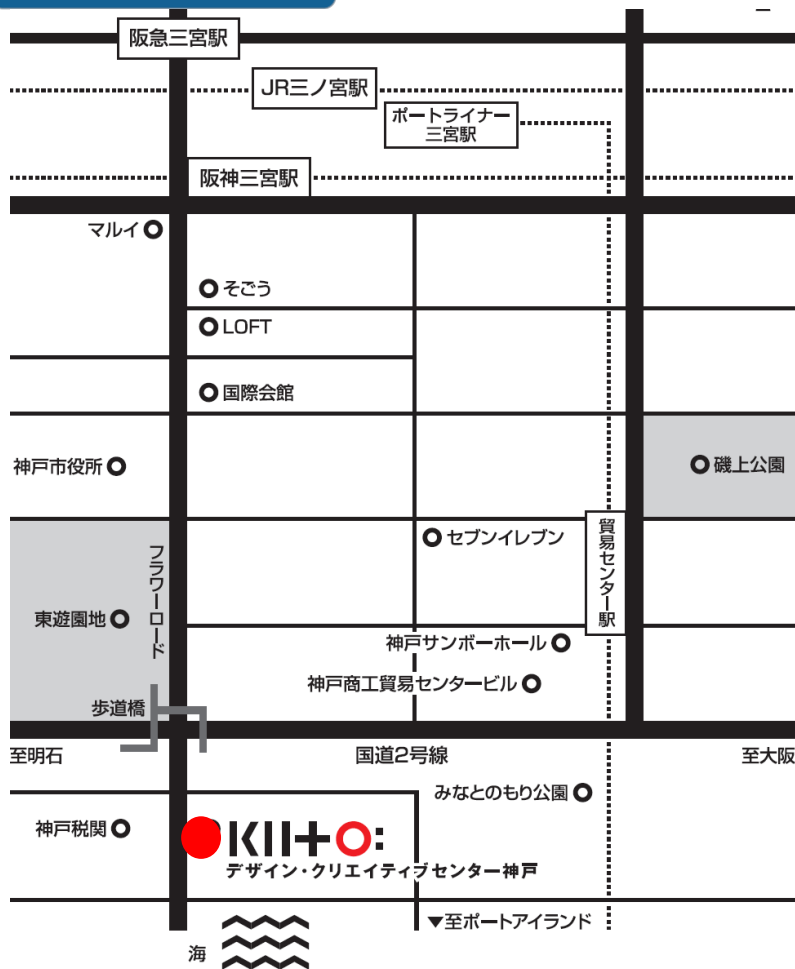 阪急三宮駅
JR三ノ宮駅
ポートライナー
三宮駅
阪神三宮駅
マルイ
そごう
LOFT
国際会館
神戸市役所
磯上公園
セブンイレブン
貿易センター駅
フラワーロード
東遊園地
神戸サンボーホール
神戸商工貿易センタービル
歩道橋
至明石
国道2号線
至大阪
みなとのもり公園
神戸税関
KIITO:
デザイン・クリエイティブセンター神戸
▼至ポートアイランド
海